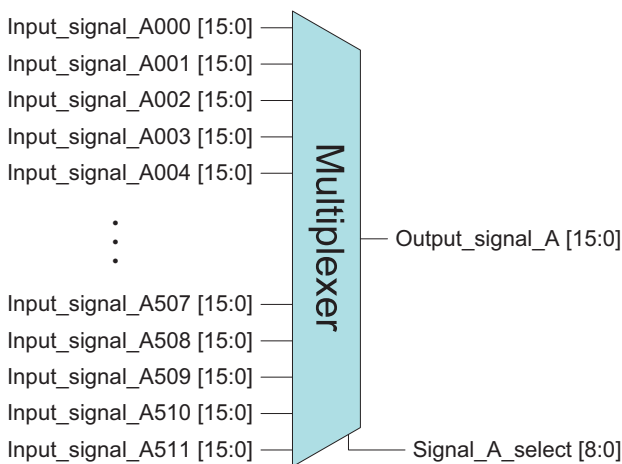 Input_signal_A000 [15:0]
Input_signal_A001 [15:0]
Input_signal_A002 [15:0]
Input_signal_A003 [15:0]
Input_signal_A004 [15:0]
Multiplexer
Output_signal_A [15:0]
Input_signal_A507 [15:0]
Input_signal_A508 [15:0]
Input_signal_A509 [15:0]
Input_signal_A510 [15:0]
Input_signal_A511 [15:0]
Signal_A_select [8:0]